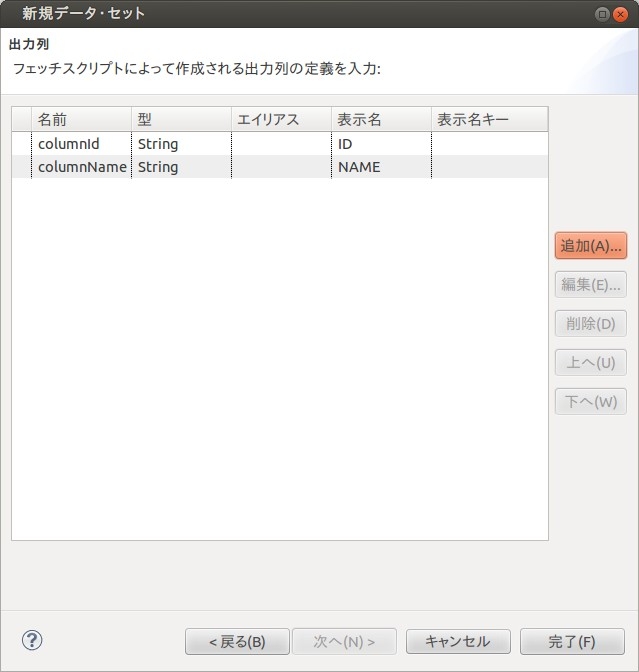 新規データ・セット
出力列
フェッチスクリプトによって作成される出力列の定義を入力:
名前 型 エイリアス 表示名 表示名キー
columnId String ID
columnName String NAME
追加(A)...
編集(E)...
削除(D)
上へ(U)
下へ(W)
?
< 戻る(B) 次へ(N) > キャンセル 完了(F)